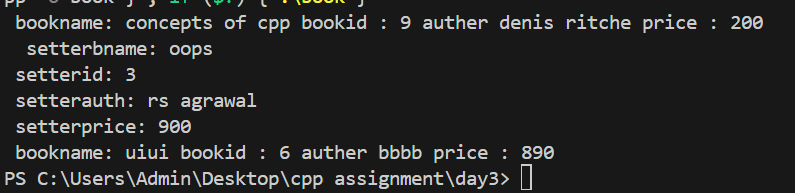 bookname: concepts of cpp bookid : 9 auther denis ritche price : 200
setterbname: oops
setterid: 3
setterauth: rs agrawal
setterprice: 900
bookname: uiui bookid : 6 auther bbbb price : 890
PS C:\Users\Admin\Desktop\cpp assignment\day3>